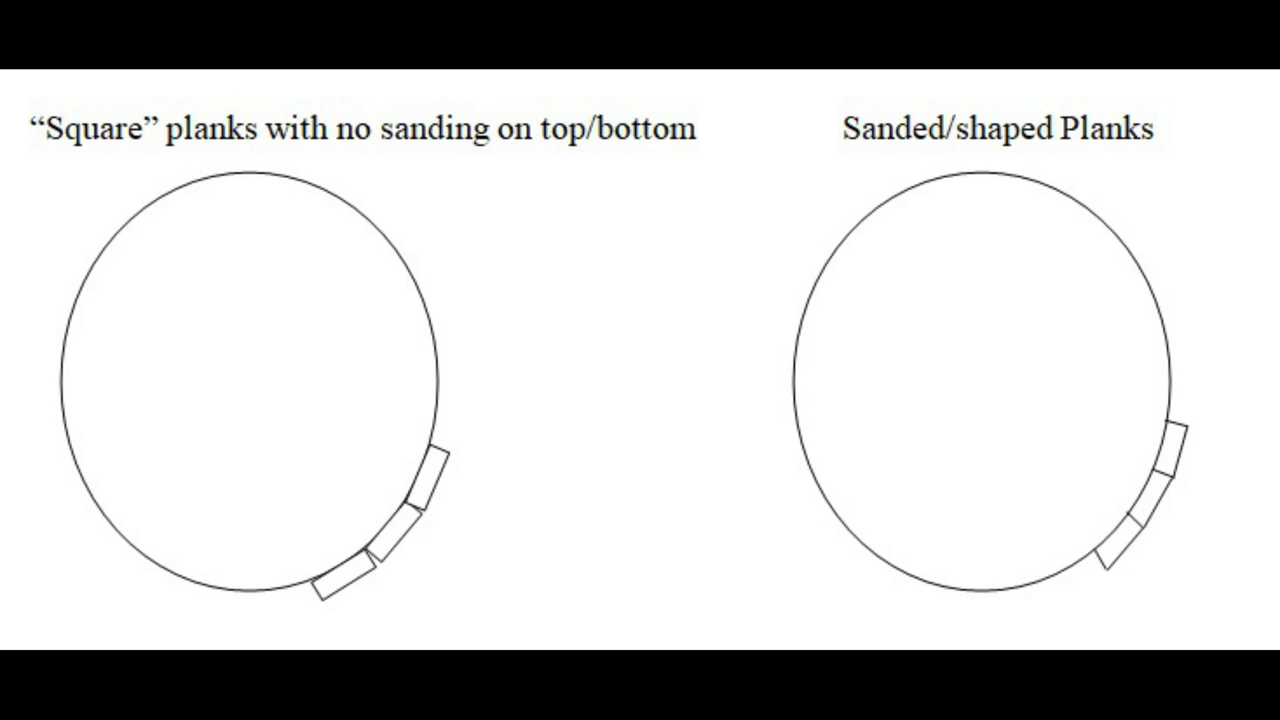 “Square” planks with no sanding on top/bottom
Sanded/shaped Planks